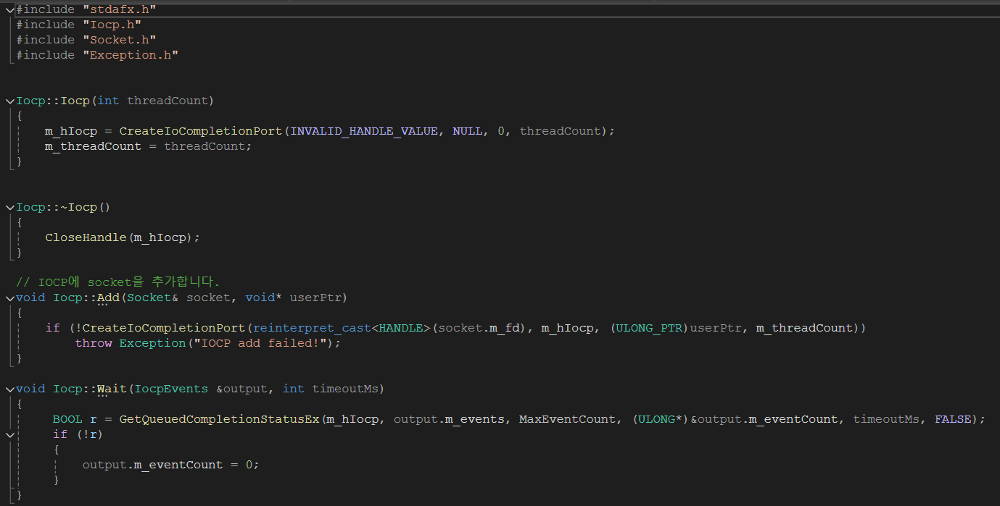 #include "stdafx.h"
#include "Iocp.h"
#include "Socket.h"
#include "Exception.h"
Iocp::Iocp(int threadCount)
{
    m_hIocp = CreateIoCompletionPort(INVALID_HANDLE_VALUE, NULL, 0, threadCount);
    m_threadCount = threadCount;
}
Iocp::~Iocp()
{
    CloseHandle(m_hIocp);
}
// IOCP에 socket을 추가합니다.
void Iocp::Add(Socket& socket, void* userPtr)
{
    if (!CreateIoCompletionPort(reinterpret_cast<HANDLE>(socket.m_fd), m_hIocp, (ULONG_PTR)userPtr, m_threadCount))
        throw Exception("IOCP add failed!");
}
void Iocp::Wait(IocpEvents &output, int timeoutMs)
{
     BOOL r = GetQueuedCompletionStatusEx(m_hIocp, output.m_events, MaxEventCount, (ULONG*)&output.m_eventCount, timeoutMs, FALSE);
     if (!r)
     {
         output.m_eventCount = 0;
     }
}